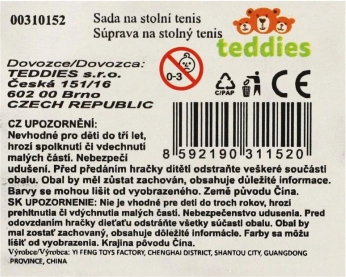 00310152
Sada na stolní tenis
Súprava na stolný tenis
teddies
Dovozce/Dovozca:
TEDDIES s.r.o.
Česká 151/16
602 00 Brno
CZECH REPUBLIC
0-3
C/PAP
CE
8 592190 311520
CZ UPOZORNĚNÍ:
Nevhodné pro děti do tří let,
hrozí spolknutí či vdechnutí
malých částí. Nebezpečí
udušení. Před předáním hračky dítěti odstraňte veškeré součásti
obalu. Obal by měl zůstat zachován, obsahuje důležité informace.
Barvy se mohou lišit od vyobrazeného. Země původu Čína.
SK UPOZORNENIE: Nie je vhodné pre deti do troch rokov, hrozí
prehltnutia či vdýchnutia malých častí. Nebezpečenstvo udusenia. Pred
odovzdaním hračky dieťaťu odstráňte všetky súčasti obalu. Obal by
mal zostať zachovaný, obsahuje dôležité informácie. Farby sa môžu
líšiť od vyobrazeného. Krajina pôvodu Čína.
Výrobce/Výrobca: YI FENG TOYS FACTORY, CHENGHAI DISTRICT, SHANTOU CITY, GUANGDONG
PROVINCE, CHINA